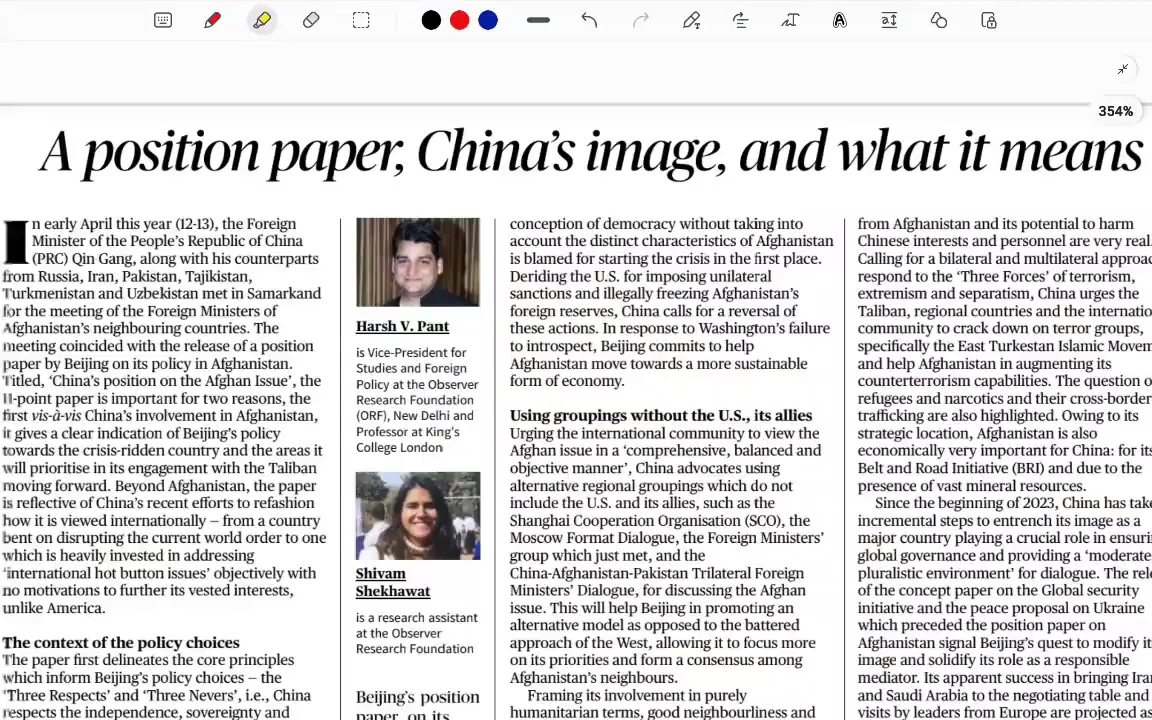 354%
A position paper, China's image, and what it means
In early April this year (12-13), the Foreign
Minister of the People's Republic of China
(PRC) Qin Gang, along with his counterparts
from Russia, Iran, Pakistan, Tajikistan,
Turkmenistan and Uzbekistan met in Samarkand
for the meeting of the Foreign Ministers of
Afghanistan's neighbouring countries. The
meeting coincided with the release of a position
paper by Beijing on its policy in Afghanistan.
Titled, 'China's position on the Afghan Issue', the
11-point paper is important for two reasons, the
first vis-à-vis China's involvement in Afghanistan,
it gives a clear indication of Beijing's policy
towards the crisis-ridden country and the areas it
will prioritise in its engagement with the Taliban
moving forward. Beyond Afghanistan, the paper
is reflective of China's recent efforts to refashion
how it is viewed internationally – from a country
bent on disrupting the current world order to one
which is heavily invested in addressing
'international hot button issues' objectively with
no motivations to further its vested interests,
unlike America.
The context of the policy choices
The paper first delineates the core principles
which inform Beijing's policy choices – the
'Three Respects' and 'Three Nevers', i.e., China
respects the independence, sovereignty and
Harsh V. Pant
is Vice-President for
Studies and Foreign
Policy at the Observer
Research Foundation
(ORF), New Delhi and
Professor at King's
College London
Shivam
Shekhawat
is a research assistant
at the Observer
Research Foundation
Beijing's position
paper, on its
conception of democracy without taking into
account the distinct characteristics of Afghanistan
is blamed for starting the crisis in the first place.
Deriding the U.S. for imposing unilateral
sanctions and illegally freezing Afghanistan's
foreign reserves, China calls for a reversal of
these actions. In response to Washington's failure
to introspect, Beijing commits to help
Afghanistan move towards a more sustainable
form of economy.
Using groupings without the U.S., its allies
Urging the international community to view the
Afghan issue in a 'comprehensive, balanced and
objective manner', China advocates using
alternative regional groupings which do not
include the U.S. and its allies, such as the
Shanghai Cooperation Organisation (SCO), the
Moscow Format Dialogue, the Foreign Ministers'
group which just met, and the
China-Afghanistan-Pakistan Trilateral Foreign
Ministers' Dialogue, for discussing the Afghan
issue. This will help Beijing in promoting an
alternative model as opposed to the battered
approach of the West, allowing it to focus more
on its priorities and form a consensus among
Afghanistan's neighbours.
Framing its involvement in purely
humanitarian terms, good neighbourliness and
from Afghanistan and its potential to harm
Chinese interests and personnel are very real.
Calling for a bilateral and multilateral approac
respond to the 'Three Forces' of terrorism,
extremism and separatism, China urges the
Taliban, regional countries and the internatio
community to crack down on terror groups,
specifically the East Turkestan Islamic Movem
and help Afghanistan in augmenting its
counterterrorism capabilities. The question o
refugees and narcotics and their cross-border
trafficking are also highlighted. Owing to its
strategic location, Afghanistan is also
economically very important for China: for its
Belt and Road Initiative (BRI) and due to the
presence of vast mineral resources.
Since the beginning of 2023, China has take
incremental steps to entrench its image as a
major country playing a crucial role in ensuri
global governance and providing a 'moderate
pluralistic environment' for dialogue. The rele
of the concept paper on the Global security
initiative and the peace proposal on Ukraine
which preceded the position paper on
Afghanistan signal Beijing's quest to modify it
image and solidify its role as a responsible
mediator. Its apparent success in bringing Iran
and Saudi Arabia to the negotiating table and
visits by leaders from Europe are projected as